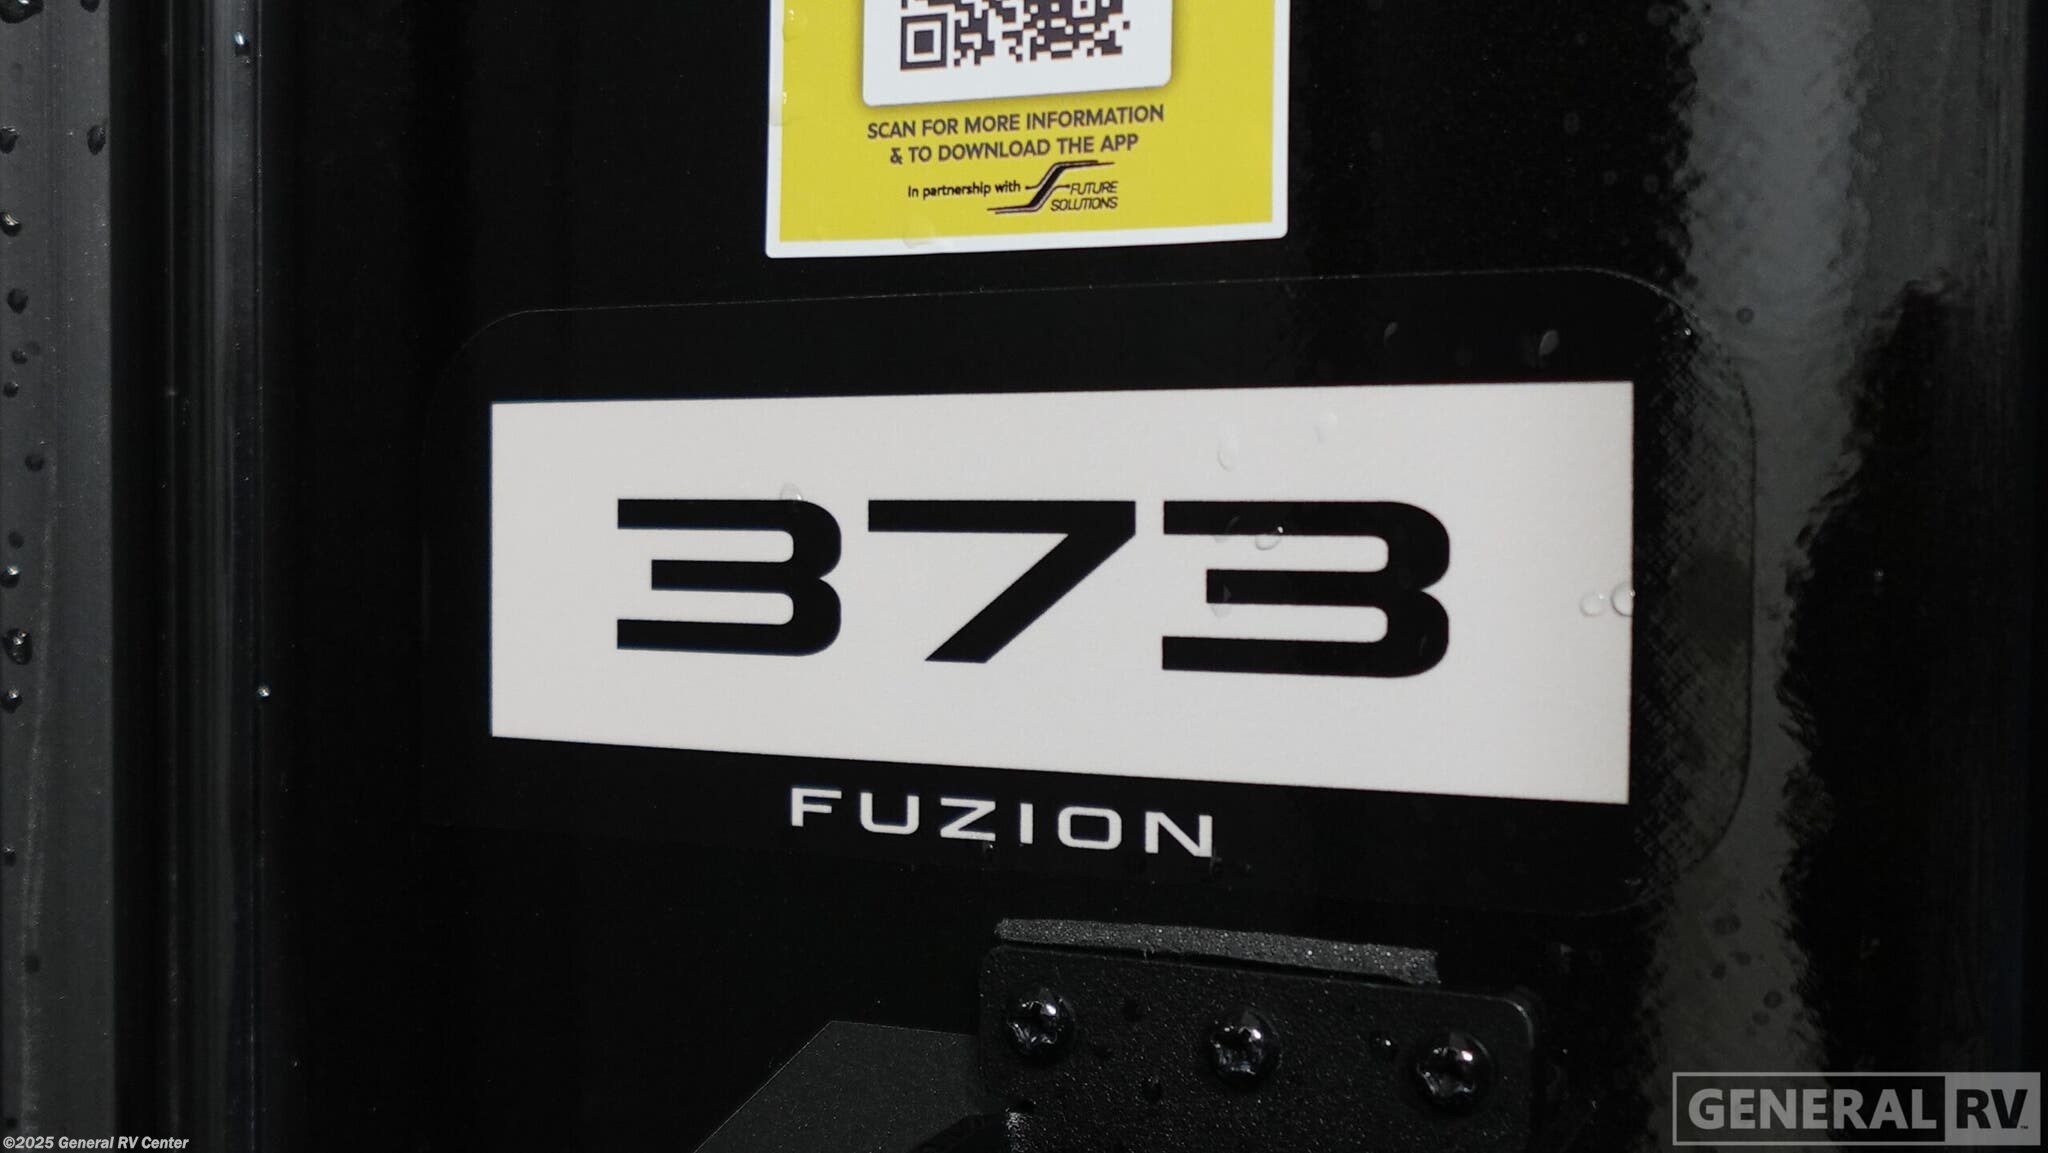 SCAN FOR MORE INFORMATION
& TO DOWNLOAD THE APP
In partnership with FUTURE
SOLUTIONS
373
FUZION
GENERAL RV™
©2025 General RV Center